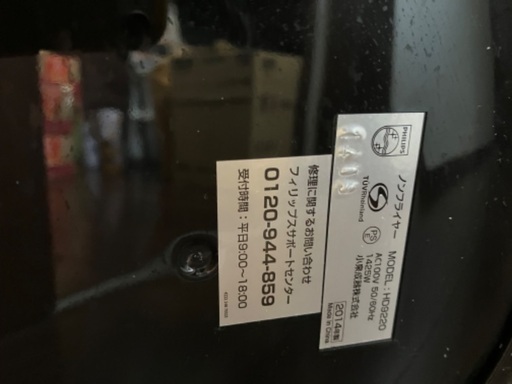 PHILIPS
ノンフライヤー MODEL:HD9220
AC100V 50/60Hz
1425W
小泉成器株式会社
TÜVRheinland
PS
E
2014年製
Made in China
修理に関するお問い合わせ
フィリップスサポートセンター
0120-944-859
受付時間:平日9:00~18:00